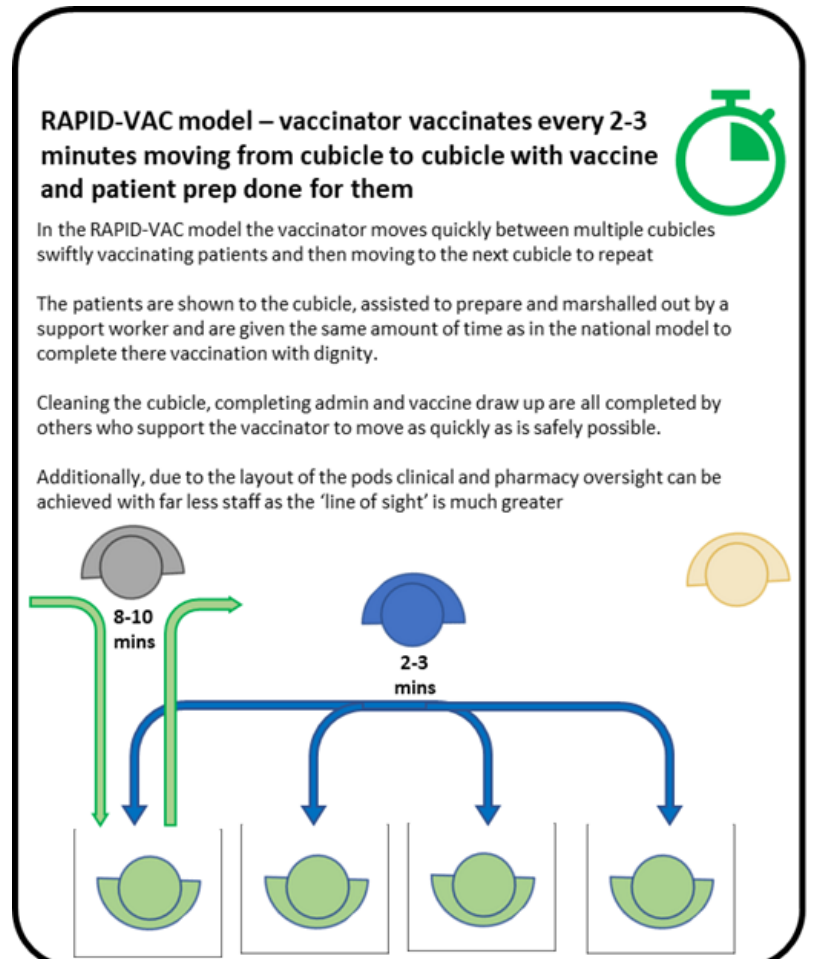 RAPID-VAC model – vaccinator vaccinates every 2-3
minutes moving from cubicle to cubicle with vaccine
and patient prep done for them
In the RAPID-VAC model the vaccinator moves quickly between multiple cubicles
swiftly vaccinating patients and then moving to the next cubicle to repeat
The patients are shown to the cubicle, assisted to prepare and marshalled out by a
support worker and are given the same amount of time as in the national model to
complete there vaccination with dignity.
Cleaning the cubicle, completing admin and vaccine draw up are all completed by
others who support the vaccinator to move as quickly as is safely possible.
Additionally, due to the layout of the pods clinical and pharmacy oversight can be
achieved with far less staff as the ‘line of sight’ is much greater
8-10
mins
2-3
mins